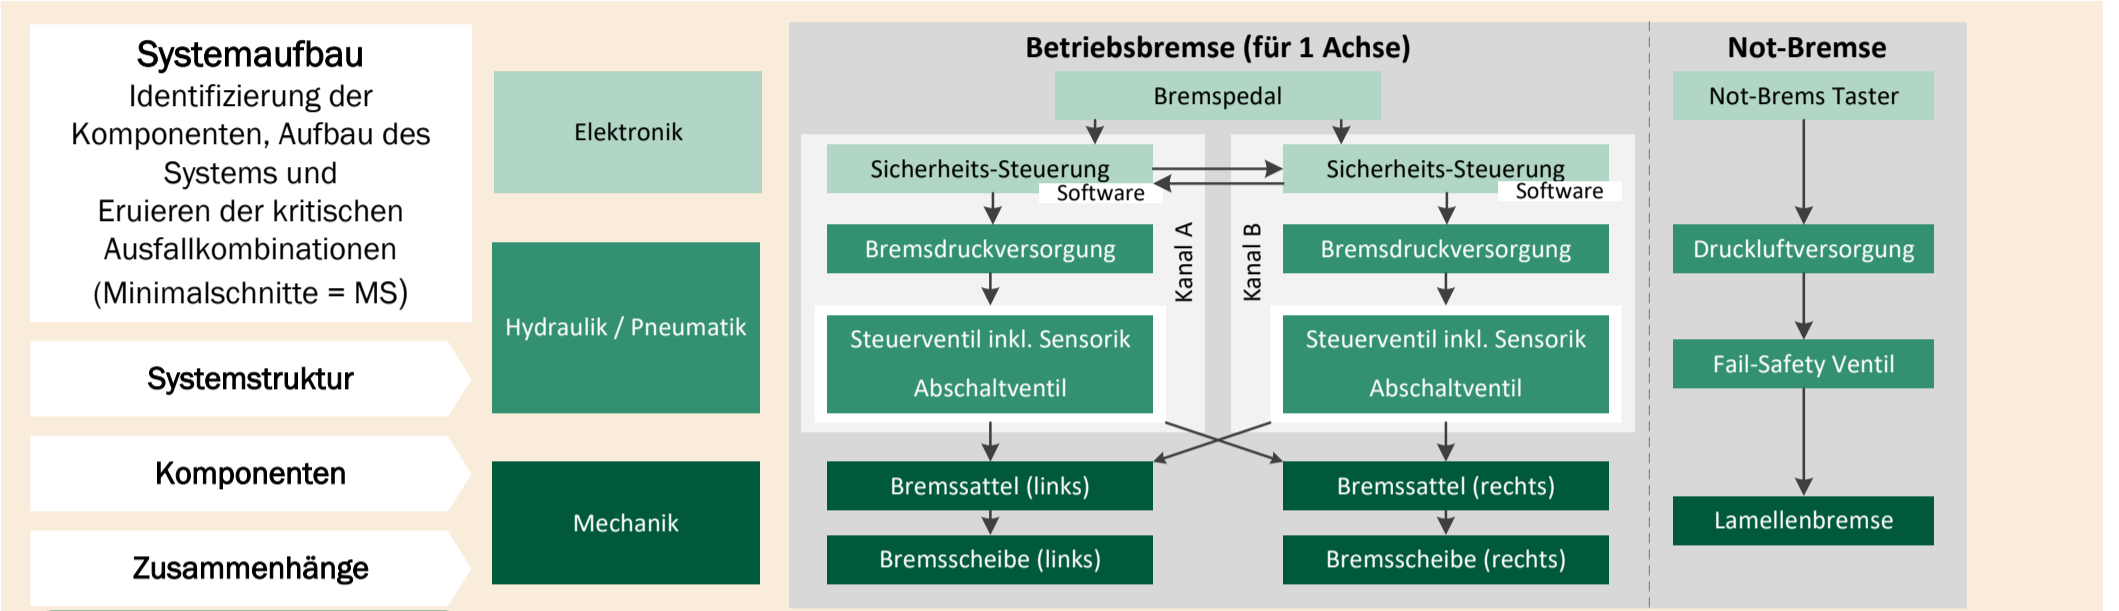 Systemaufbau
Identifizierung der
Komponenten, Aufbau des
Systems und
Eruieren der kritischen
Ausfallkombinationen
(Minimalschnitte = MS)
Systemstruktur
Komponenten
Zusammenhänge
Elektronik
Hydraulik / Pneumatik
Mechanik
Betriebsbremse (für 1 Achse)
Bremspedal
Sicherheits-Steuerung
Software
Bremsdruckversorgung
Steuerventil inkl. Sensorik
Abschaltventil
Kanal A
Bremssattel (links)
Bremsscheibe (links)
Sicherheits-Steuerung
Software
Kanal B
Bremsdruckversorgung
Steuerventil inkl. Sensorik
Abschaltventil
Bremssattel (rechts)
Bremsscheibe (rechts)
Not-Bremse
Not-Brems Taster
Druckluftversorgung
Fail-Safety Ventil
Lamellenbremse